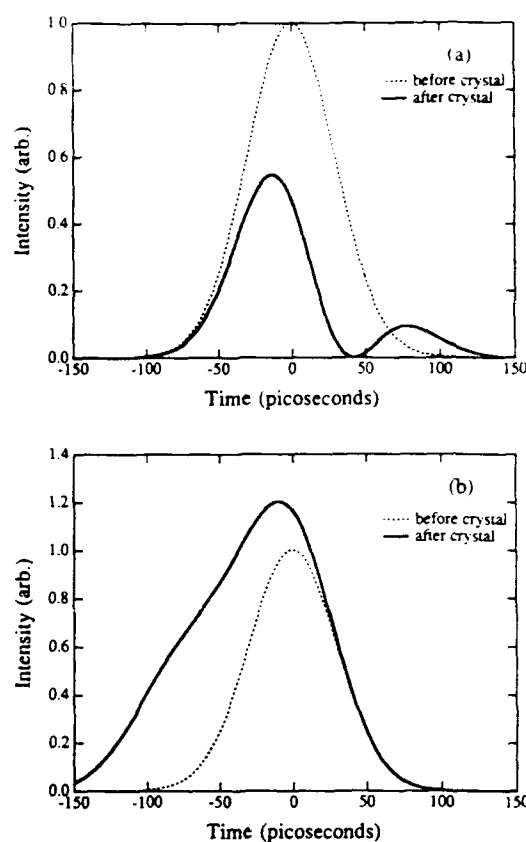 1.0
0.8
0.6
0.4
0.2
0.0
Intensity (arb.)
(a)
before crystal
after crystal
-150 -100 -50 0 50 100 150
Time (picoseconds)
1.4
1.2
1.0
0.8
0.6
0.4
0.2
0.0
Intensity (arb.)
(b)
before crystal
after crystal
-150 -100 -50 0 50 100 150
Time (picoseconds)